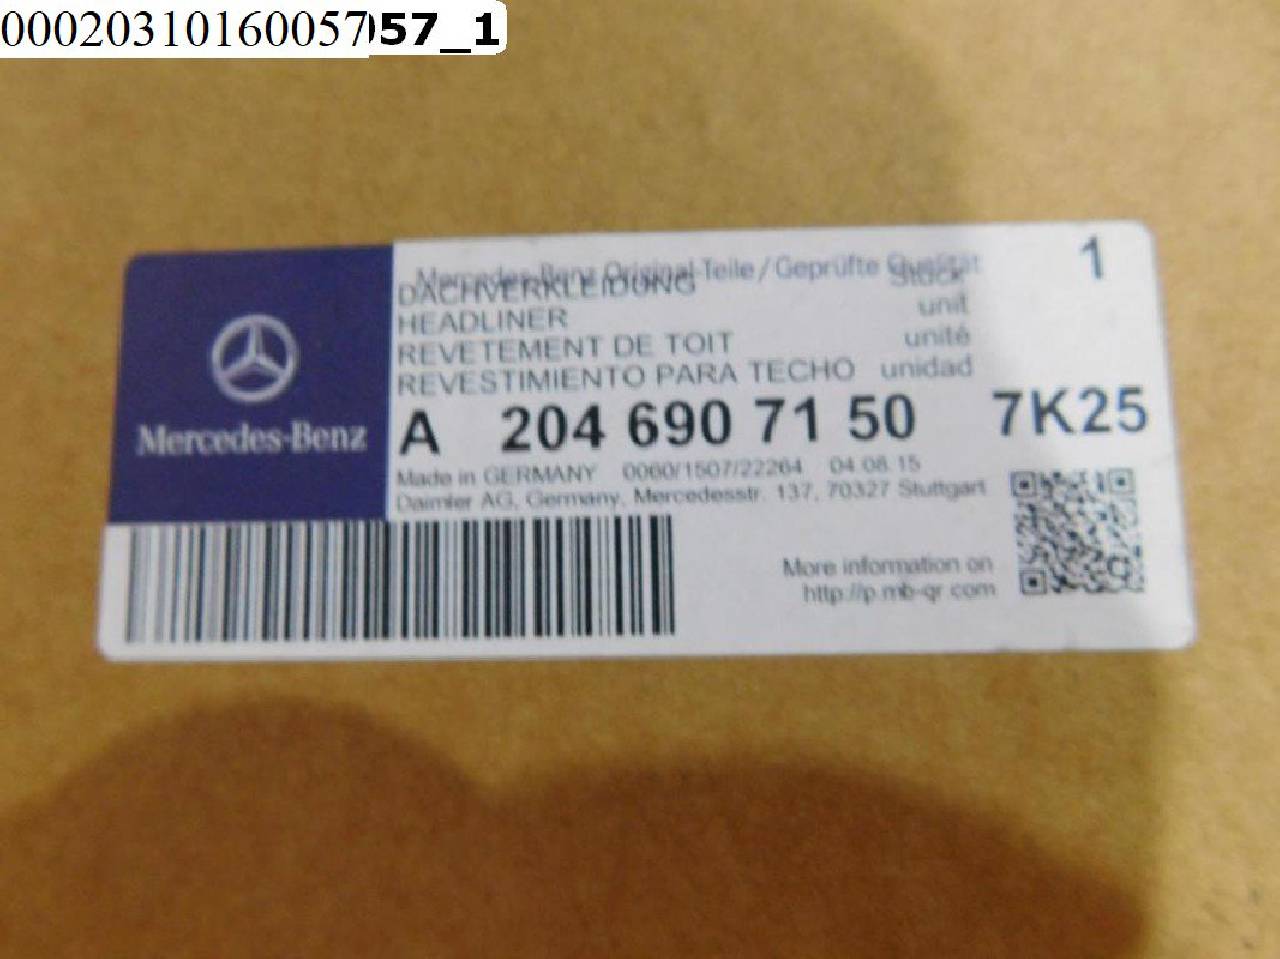 00020310160057057_1
Mercedes-Benz Original-Teile/Geprüfte Qualität
1
DACHVERKLEIDUNG Stück
HEADLINER unit
REVETEMENT DE TOIT unité
REVESTIMIENTO PARA TECHO unidad
A 204 690 71 50 7K25
Mercedes-Benz
Made in GERMANY 0060/1507/22264 04.08.15
Daimler AG, Germany, Mercedesstr. 137, 70327 Stuttgart
More information on
http://p.mb-qr.com